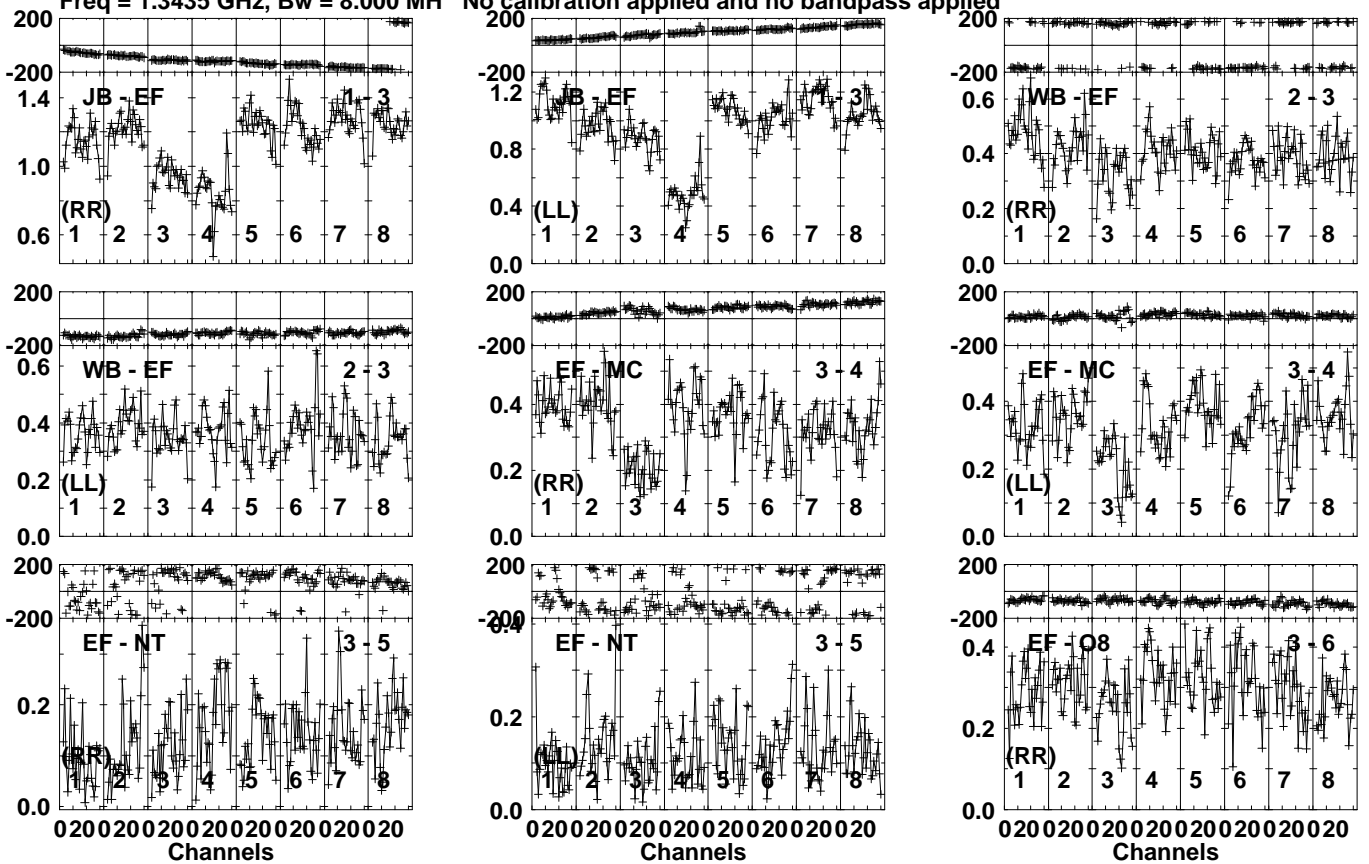 Freq = 1.3435 GHz, Bw = 8.000 MH No calibration applied and no bandpass applied
200
-200
JB - EF 1 - 3
1.4
1.0
0.6
(RR)
1 2 3 4 5 6 7 8
200
-200
JB - EF 1 - 3
1.2
0.8
0.4
0.0
(LL)
1 2 3 4 5 6 7 8
200
-200
WB - EF 2 - 3
0.6
0.4
0.2
0.0
(RR)
1 2 3 4 5 6 7 8
200
-200
WB - EF 2 - 3
0.6
0.4
0.2
0.0
(LL)
1 2 3 4 5 6 7 8
200
-200
EF - MC 3 - 4
0.4
0.2
0.0
(RR)
1 2 3 4 5 6 7 8
200
-200
EF - MC 3 - 4
0.4
0.2
0.0
(LL)
1 2 3 4 5 6 7 8
200
-200
EF - NT 3 - 5
0.2
0.0
(RR)
1 2 3 4 5 6 7 8
0 20 0 20 0 20 0 20 0 20 0 20 0 20 0 20
Channels
200
-200
0.4
EF - NT 3 - 5
0.2
0.0
(LL)
1 2 3 4 5 6 7 8
0 20 0 20 0 20 0 20 0 20 0 20 0 20 0 20
Channels
200
-200
EF - O8 3 - 6
0.4
0.2
0.0
(RR)
1 2 3 4 5 6 7 8
0 20 0 20 0 20 0 20 0 20 0 20 0 20 0 20
Channels